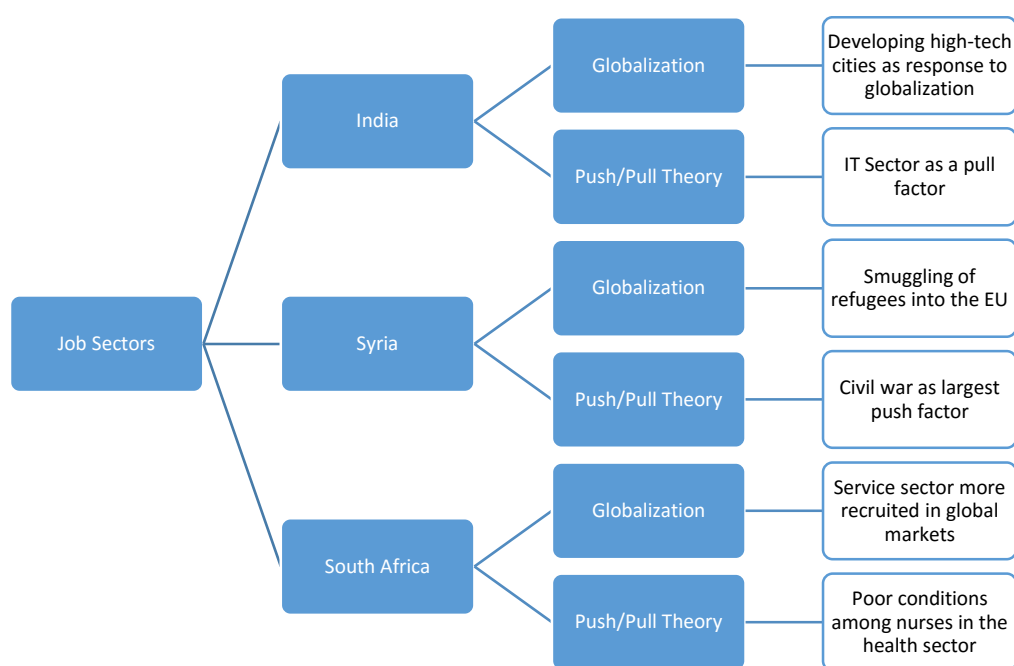 Job Sectors
India
Globalization
Developing high-tech
cities as response to
globalization
Push/Pull Theory
IT Sector as a pull
factor
Syria
Globalization
Smuggling of
refugees into the EU
Push/Pull Theory
Civil war as largest
push factor
South Africa
Globalization
Service sector more
recruited in global
markets
Push/Pull Theory
Poor conditions
among nurses in the
health sector